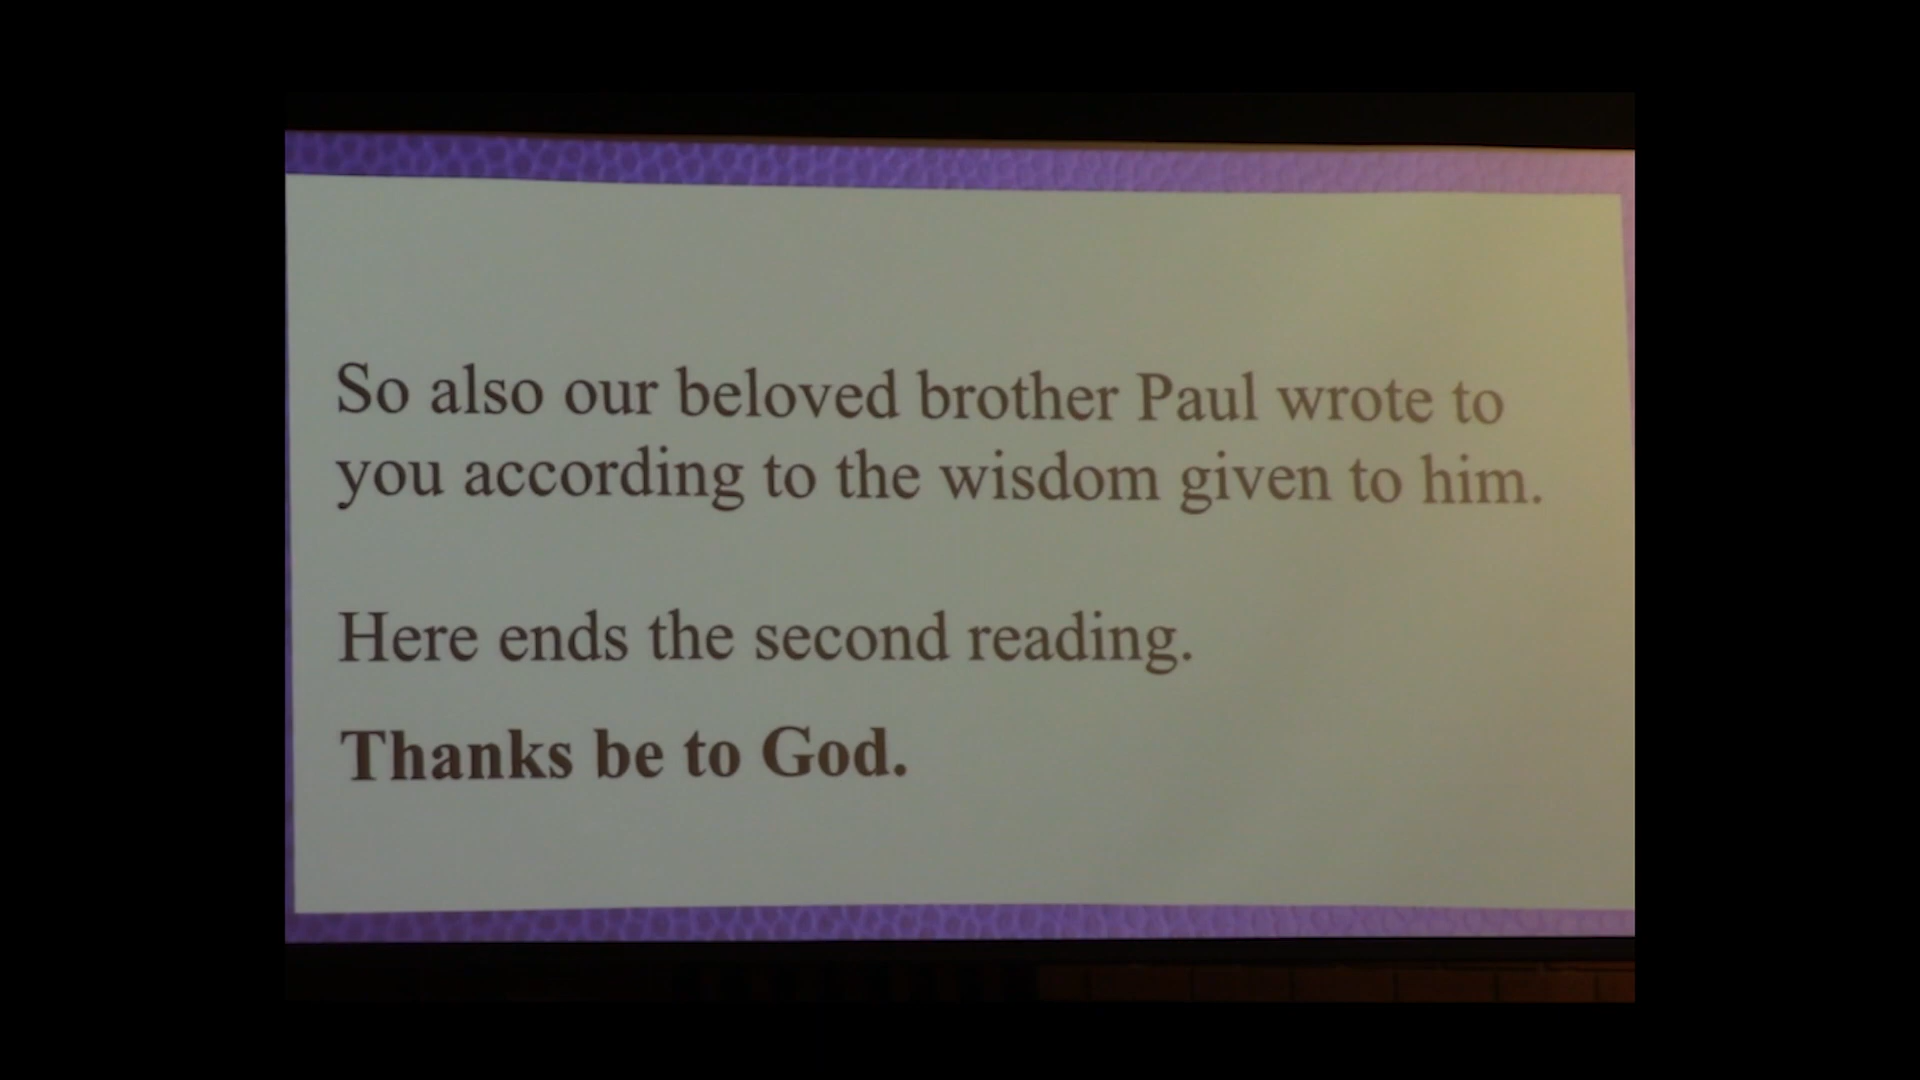 So also our beloved brother Paul wrote to
you according to the wisdom given to him.
Here ends the second reading.
Thanks be to God.